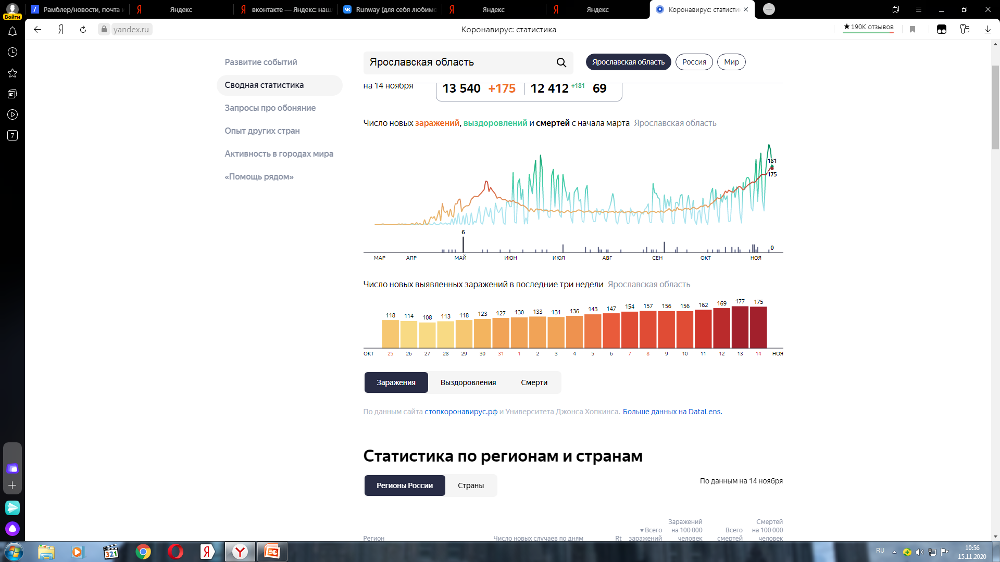 Рамблер/новости, почта и
Яндекс
вконтакте — Яндекс: наш
Runway (для себя любимо
Яндекс
Яндекс
Коронавирус: статисти
Войти
yandex.ru
Коронавирус: статистика
★ 190K отзывов
7
Развитие событий
Сводная статистика
Запросы про обоняние
Опыт других стран
Активность в городах мира
«Помощь рядом»
Ярославская область
Ярославская область
Россия
Мир
на 14 ноября
13 540 +175
12 412 +181
69
Число новых заражений, выздоровлений и смертей с начала марта Ярославская область
181
175
6
0
МАР АПР МАЙ ИЮН ИЮЛ АВГ СЕН ОКТ НОЯ
Число новых выявленных заражений в последние три недели Ярославская область
118 114 108 113 118 123 127 130 133 131 136 143 147 154 157 156 156 162 169 177 175
ОКТ 25 26 27 28 29 30 31 1 2 3 4 5 6 7 8 9 10 11 12 13 14 НОЯ
Заражения Выздоровления Смерти
По данным сайта стопкоронавирус.рф и Университета Джонса Хопкинса. Больше данных на DataLens.
Статистика по регионам и странам
Регионы России Страны
По данным на 14 ноября
Регион
Число новых случаев по дням
Rt
▼ Всего
заражений
Заражений
на 100 000
человек
Всего
смертей
Смертей
на 100 000
человек
321
Я
RU
10:56
15.11.2020